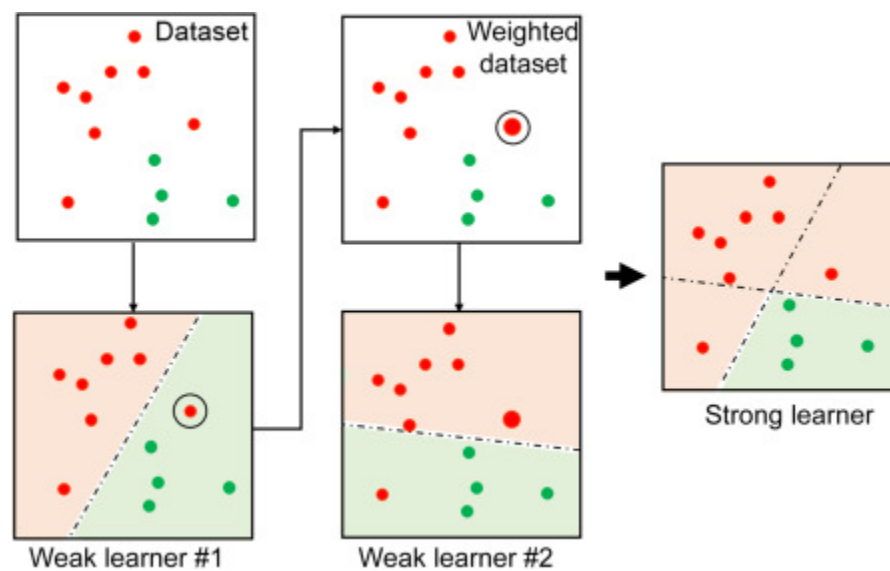 Dataset
Weighted
dataset
Weak learner #1
Weak learner #2
Strong learner